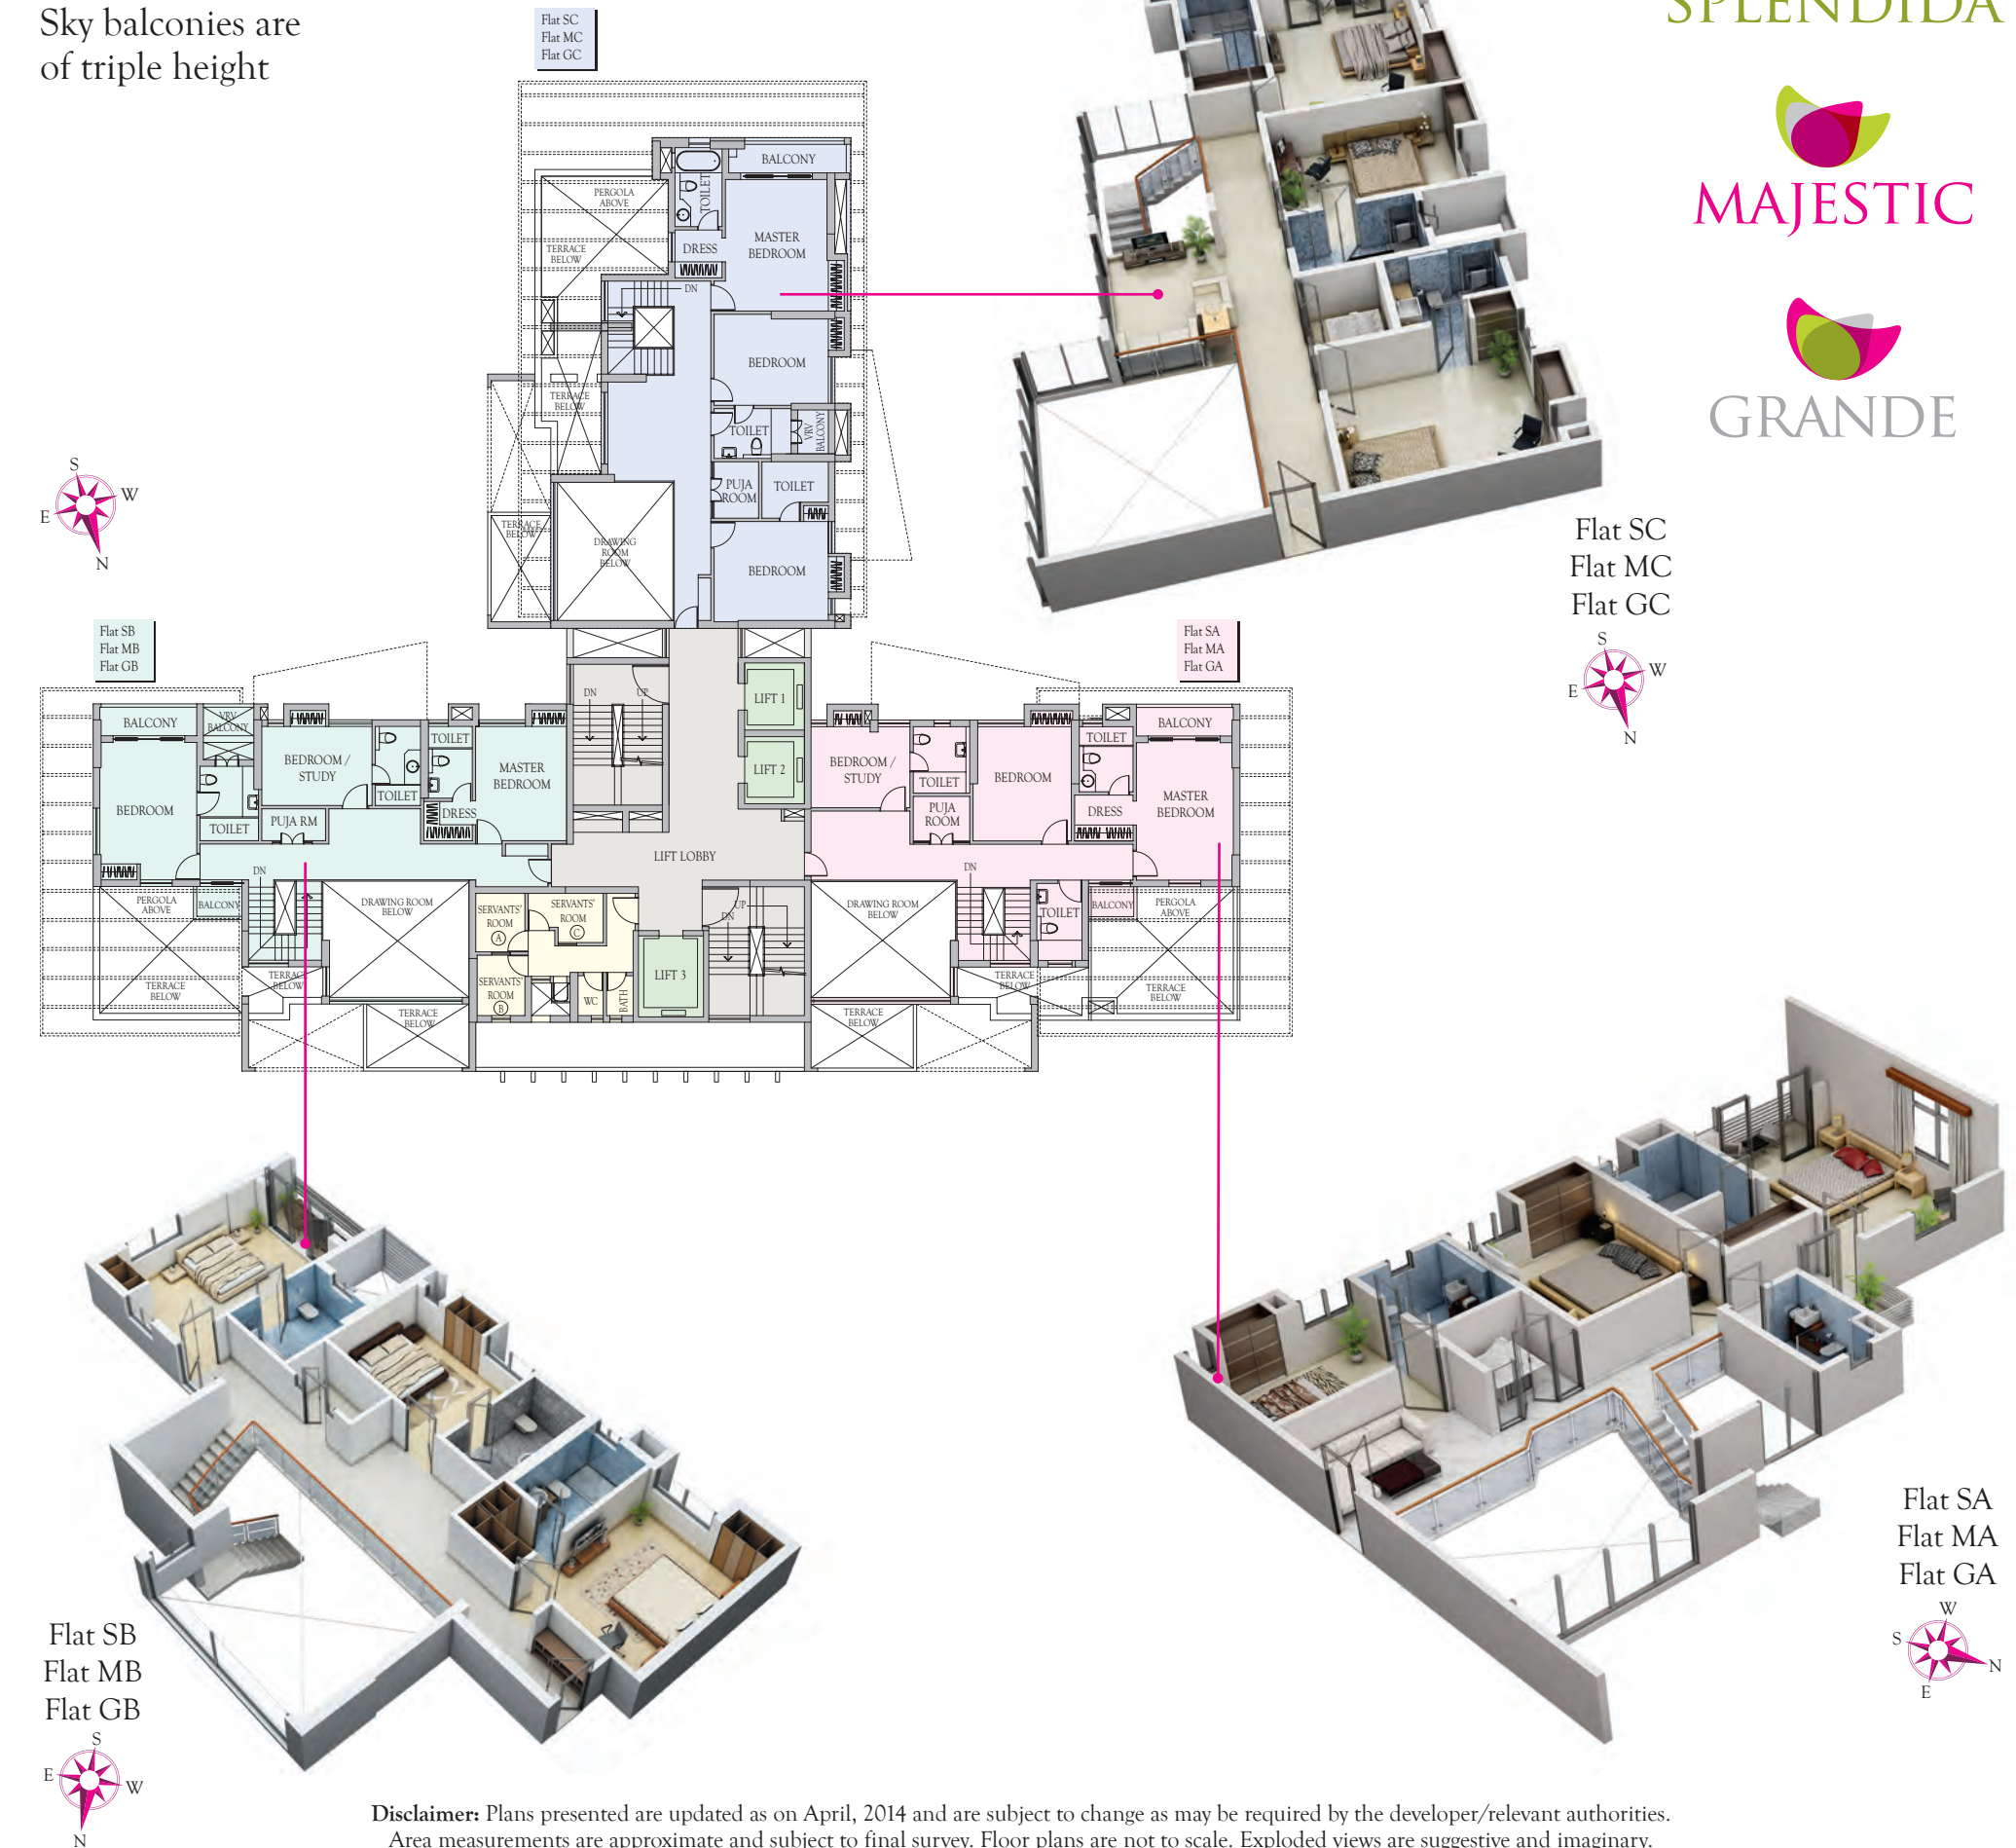 Sky balconies are
of triple height
Flat SC
Flat MC
Flat GC
SPLENDIDA
MAJESTIC
GRANDE
BALCONY
PERGOLA
ABOVE
TOILET
TERRACE
BELOW
DRESS
MASTER
BEDROOM
DN
BEDROOM
TERRACE
BELOW
TOILET
VRV
BALCONY
PUJA
ROOM
TOILET
TERRACE
BELOW
DRAWING
ROOM
BELOW
BEDROOM
S
W
E
N
Flat SC
Flat MC
Flat GC
S
W
E
N
Flat SB
Flat MB
Flat GB
Flat SA
Flat MA
Flat GA
BALCONY
VRV
BALCONY
BEDROOM /
STUDY
TOILET
TOILET
MASTER
BEDROOM
BEDROOM
TOILET
PUJA RM
DRESS
DN
PERGOLA
ABOVE
BALCONY
DRAWING ROOM
BELOW
TERRACE
BELOW
TERRACE
BELOW
TERRACE
BELOW
DN
UP
LIFT 1
LIFT 2
LIFT LOBBY
SERVANTS'
ROOM
A
SERVANTS'
ROOM
C
SERVANTS'
ROOM
B
WC
BATH
LIFT 3
UP
DN
BEDROOM /
STUDY
TOILET
PUJA
ROOM
BEDROOM
TOILET
DRESS
BALCONY
MASTER
BEDROOM
DN
DRAWING ROOM
BELOW
TOILET
BALCONY
PERGOLA
ABOVE
TERRACE
BELOW
TERRACE
BELOW
TERRACE
BELOW
Flat SB
Flat MB
Flat GB
S
E
W
N
Flat SA
Flat MA
Flat GA
W
S
N
E
Disclaimer: Plans presented are updated as on April, 2014 and are subject to change as may be required by the developer/relevant authorities.
Area measurements are approximate and subject to final survey. Floor plans are not to scale. Exploded views are suggestive and imaginary.